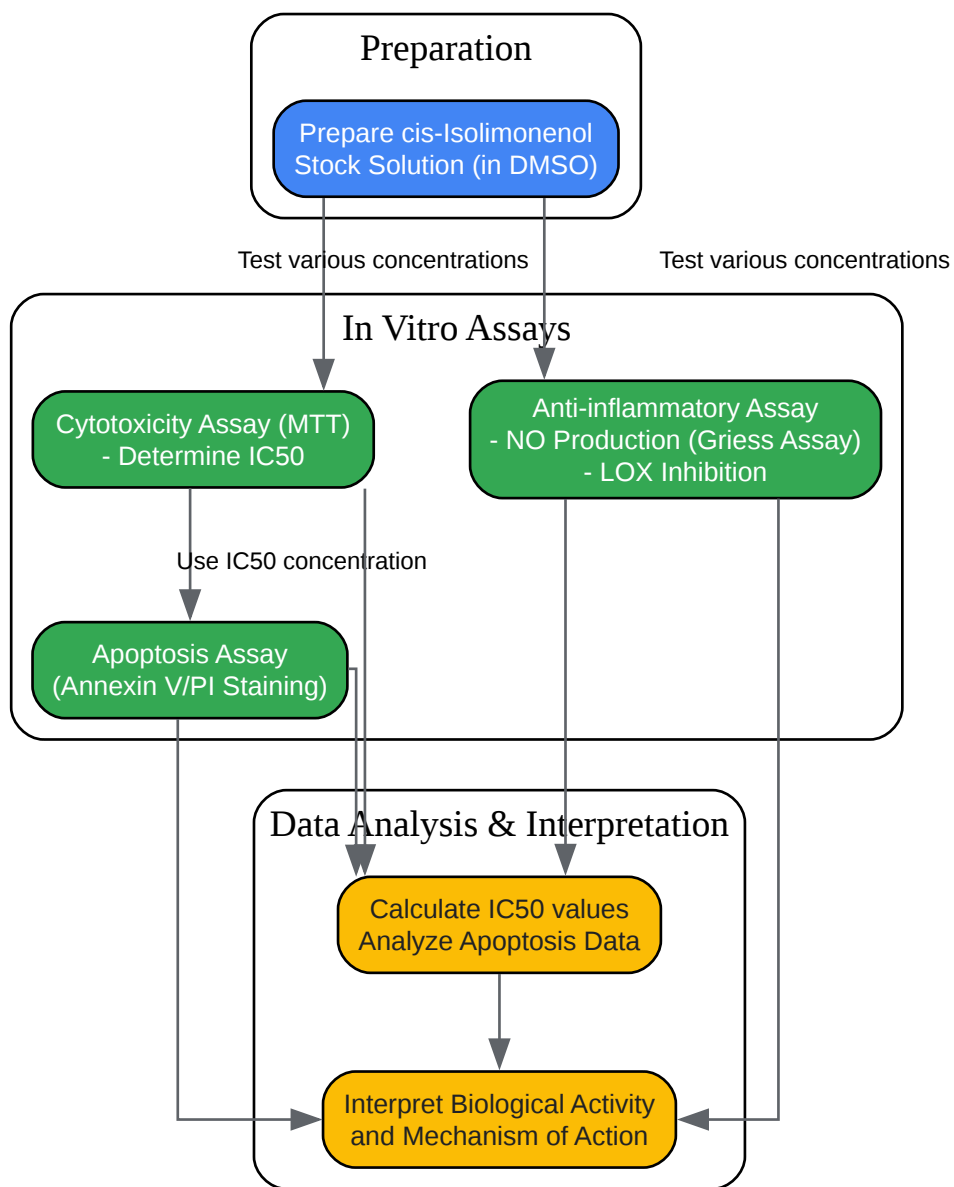 Preparation
Prepare cis-Isolimonenol
Stock Solution (in DMSO)
Test various concentrations
Test various concentrations
In Vitro Assays
Cytotoxicity Assay (MTT)
- Determine IC50
Anti-inflammatory Assay
- NO Production (Griess Assay)
- LOX Inhibition
Use IC50 concentration
Apoptosis Assay
(Annexin V/PI Staining)
Data Analysis & Interpretation
Calculate IC50 values
Analyze Apoptosis Data
Interpret Biological Activity
and Mechanism of Action